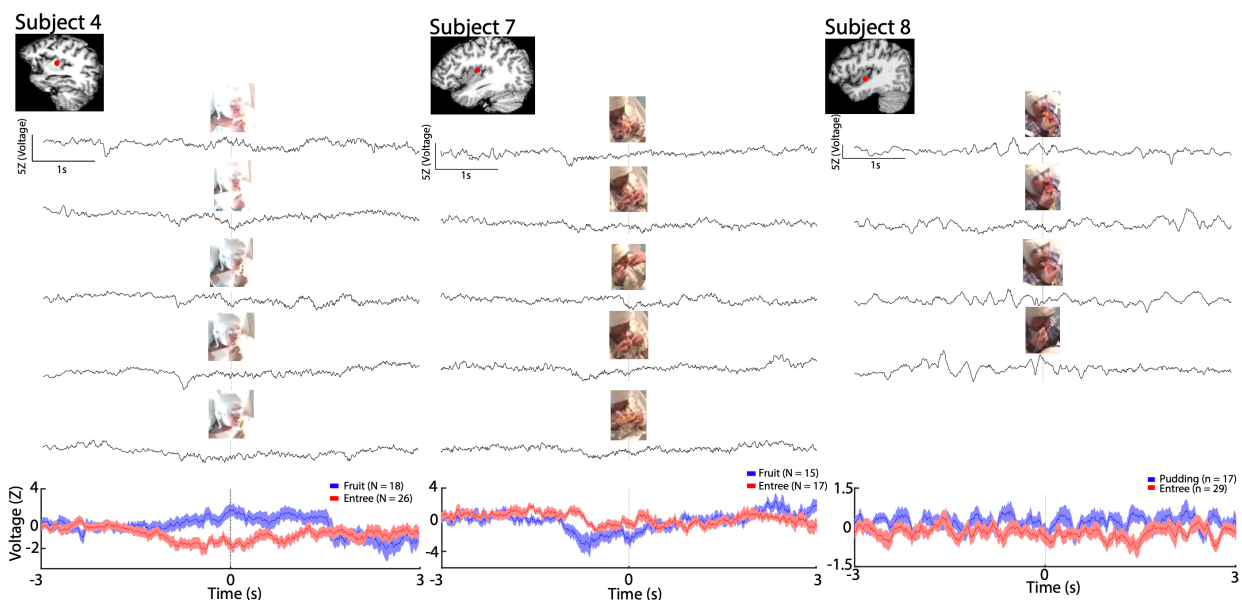 Subject 4
5Z (Voltage)
1s
Fruit (N = 18)
Entree (N = 26)
Voltage (Z)
4
0
-2
-3
0
3
Time (s)
Subject 7
5Z (Voltage)
1s
Fruit (N = 15)
Entree (N = 17)
4
0
-4
-3
0
3
Time (s)
Subject 8
5Z (Voltage)
1s
Pudding (n = 17)
Entree (n = 29)
1.5
0
-1.5
-3
0
3
Time (s)